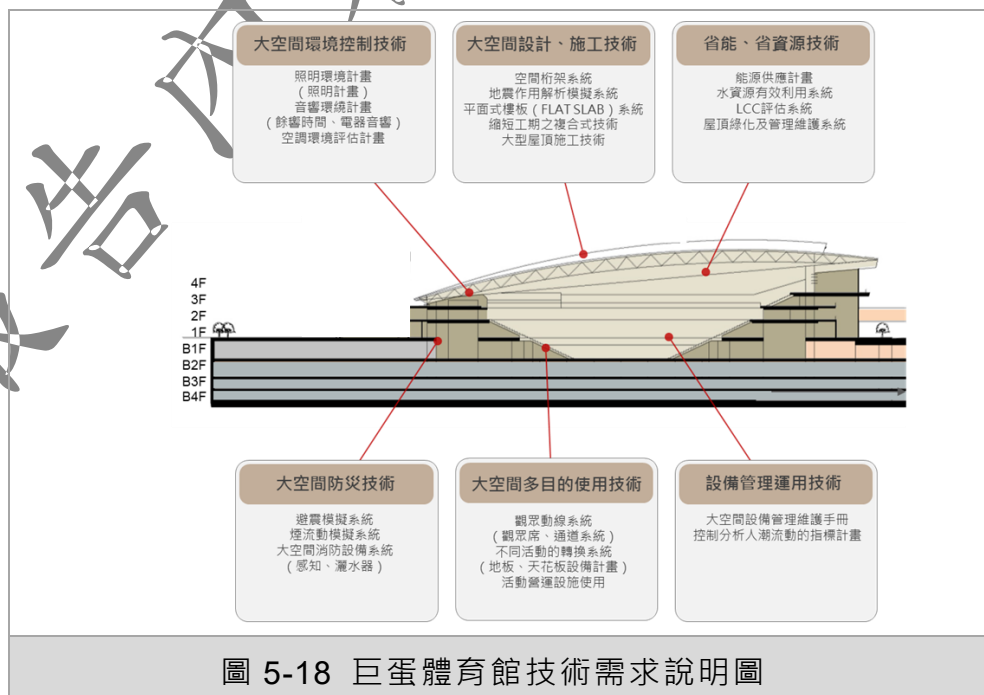 大空間環境控制技術
照明環境計畫
(照明計畫)
音響環繞計畫
(餘響時間、電器音響)
空調環境評估計畫
大空間設計、施工技術
空間桁架系統
地震作用解析模擬系統
平面式樓板(FLAT SLAB)系統
縮短工期之複合式技術
大型屋頂施工技術
省能、省資源技術
能源供應計畫
水資源有效利用系統
LCC評估系統
屋頂綠化及管理維護系統
4F
3F
2F
1F
B1F
B2F
B3F
B4F
大空間防災技術
避震模擬系統
煙流動模擬系統
大空間消防設備系統
(感知、灑水器)
大空間多目的使用技術
觀眾動線系統
(觀眾席、通道系統)
不同活動的轉換系統
(地板、天花板設備計畫)
活動營運設施使用
設備管理運用技術
大空間設備管理維護手冊
控制分析人潮流動的指標計畫
圖 5-18 巨蛋體育館技術需求說明圖